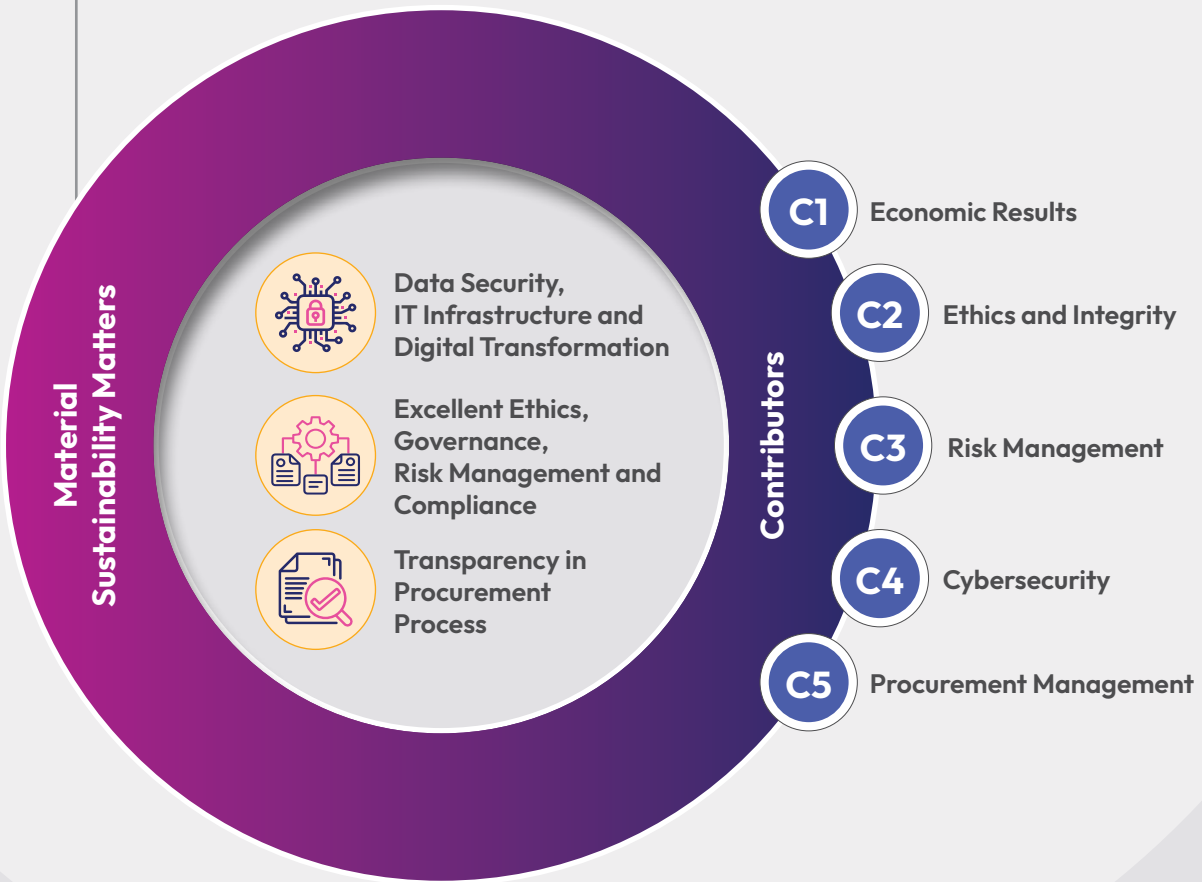 Material
Sustainability Matters
Data Security,
IT Infrastructure and
Digital Transformation
Excellent Ethics,
Governance,
Risk Management and
Compliance
Transparency in
Procurement
Process
Contributors
C1 Economic Results
C2 Ethics and Integrity
C3 Risk Management
C4 Cybersecurity
C5 Procurement Management